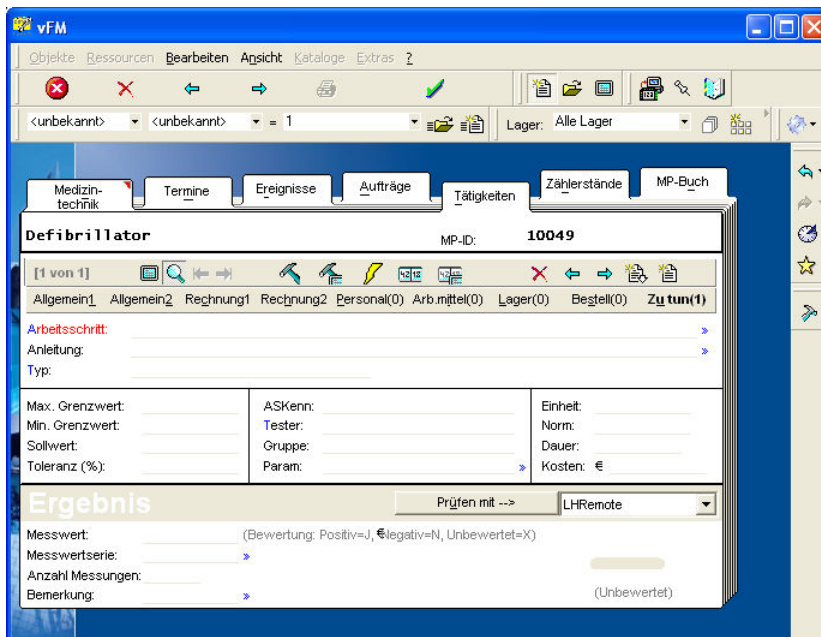 vFM
Objekte Ressourcen Bearbeiten Ansicht Kataloge Extras ?
<unbekannt> <unbekannt> = 1 Lager: Alle Lager
Medizin-
technik
Termine
Ereignisse
Aufträge
Tätigkeiten
Zählerstände
MP-Buch
Defibrillator MP-ID: 10049
[1 von 1]
Allgemein1 Allgemein2 Rechnung1 Rechnung2 Personal(0) Arb.mittel(0) Lager(0) Bestell(0) Zu tun(1)
Arbeitsschritt: »
Anleitung: »
Typ:
Max. Grenzwert: ASKenn: Einheit:
Min. Grenzwert: Tester: Norm:
Sollwert: Gruppe: Dauer:
Toleranz (%): Param: » Kosten: €
Ergebnis Prüfen mit --> LHRemote
Messwert: (Bewertung: Positiv=J, €Negativ=N, Unbewertet=X)
Messwertserie: »
Anzahl Messungen:
Bemerkung: » (Unbewertet)